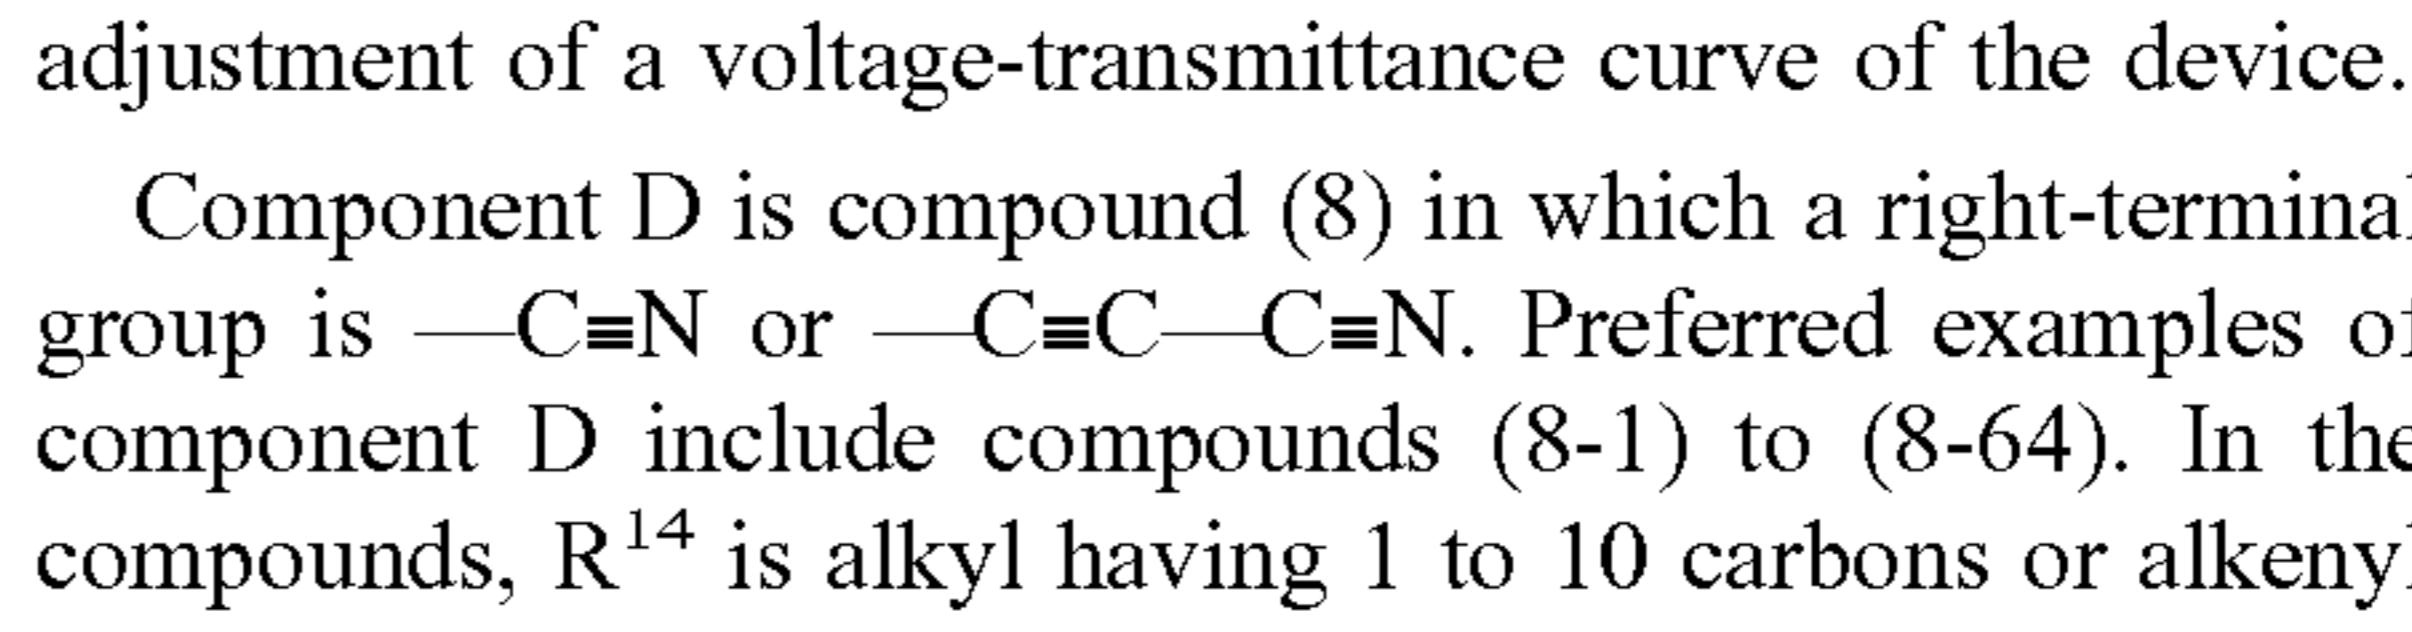 adjustment of a voltage-transmittance curve of the device.
Component D is compound (8) in which a right-terminal
group is —C≡N or —C≡C—C≡N. Preferred examples of
component D include compounds (8-1) to (8-64). In the
compounds, R¹⁴ is alkyl having 1 to 10 carbons or alkenyl